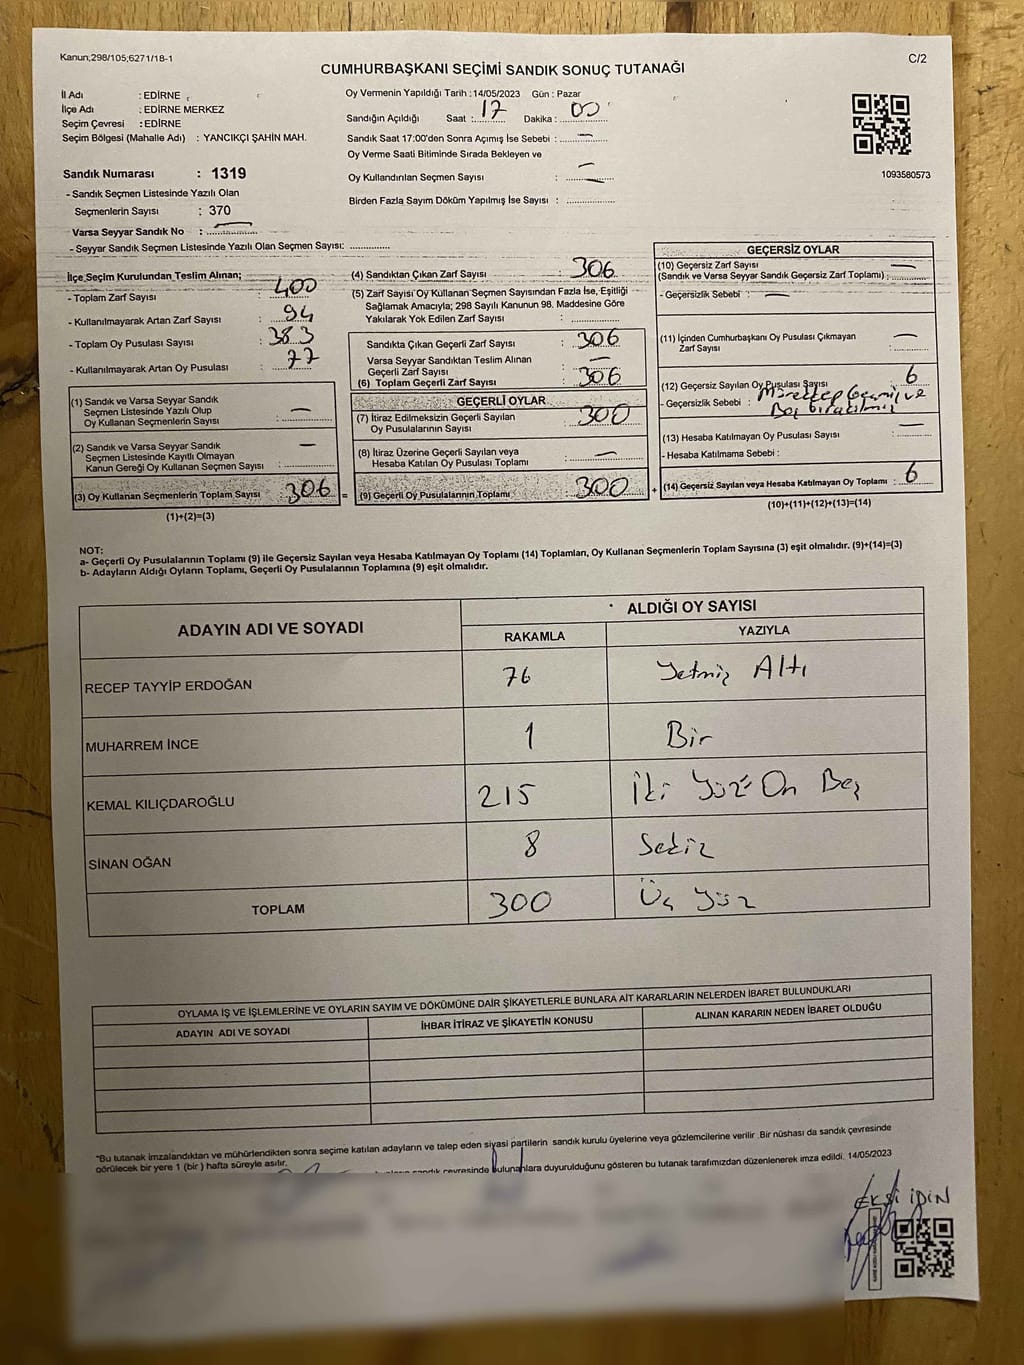 Kanun;298/105;6271/18-1
C/2
CUMHURBAŞKANI SEÇİMİ SANDIK SONUÇ TUTANAĞI
İl Adı : EDİRNE
İlçe Adı : EDİRNE MERKEZ
Seçim Çevresi : EDİRNE
Seçim Bölgesi (Mahalle Adı) : YANCIKÇI ŞAHİN MAH.
Sandık Numarası : 1319
- Sandık Seçmen Listesinde Yazılı Olan
Seçmenlerin Sayısı : 370
Varsa Seyyar Sandık No :
- Seyyar Sandık Seçmen Listesinde Yazılı Olan Seçmen Sayısı:
Oy Vermenin Yapıldığı Tarih : 14/05/2023 Gün : Pazar
Sandığın Açıldığı Saat : 17 Dakika : 00
Sandık Saat 17:00'den Sonra Açımış İse Sebebi : —
Oy Verme Saati Bitiminde Sırada Bekleyen ve
Oy Kullandırılan Seçmen Sayısı : —
Birden Fazla Sayım Döküm Yapılmış İse Sayısı :
1093580573
İlçe Seçim Kurulundan Teslim Alınan;
- Toplam Zarf Sayısı : 400
- Kullanılmayarak Artan Zarf Sayısı : 94
- Toplam Oy Pusulası Sayısı : 383
- Kullanılmayarak Artan Oy Pusulası : 77
(1) Sandık ve Varsa Seyyar Sandık
Seçmen Listesinde Yazılı Olup
Oy Kullanan Seçmenlerin Sayısı : —
(2) Sandık ve Varsa Seyyar Sandık
Seçmen Listesinde Kayıtlı Olmayan
Kanun Gereği Oy Kullanan Seçmen Sayısı : —
(3) Oy Kullanan Seçmenlerin Toplam Sayısı : 306 =
(1)+(2)=(3)
(4) Sandıktan Çıkan Zarf Sayısı : 306
(5) Zarf Sayısı Oy Kullanan Seçmen Sayısından Fazla İse, Eşitliği
Sağlamak Amacıyla; 298 Sayılı Kanunun 98. Maddesine Göre
Yakılarak Yok Edilen Zarf Sayısı :
Sandıkta Çıkan Geçerli Zarf Sayısı : 306
Varsa Seyyar Sandıktan Teslim Alınan
Geçerli Zarf Sayısı : —
(6) Toplam Geçerli Zarf Sayısı : 306
GEÇERLİ OYLAR
(7) İtiraz Edilmeksizin Geçerli Sayılan
Oy Pusulalarının Sayısı : 300
(8) İtiraz Üzerine Geçerli Sayılan veya
Hesaba Katılan Oy Pusulası Toplamı : —
(9) Geçerli Oy Pusulalarının Toplamı : 300 +
GEÇERSİZ OYLAR
(10) Geçersiz Zarf Sayısı
(Sandık ve Varsa Seyyar Sandık Geçersiz Zarf Toplamı) : —
- Geçersizlik Sebebi : —
(11) İçinden Cumhurbaşkanı Oy Pusulası Çıkmayan
Zarf Sayısı : —
(12) Geçersiz Sayılan Oy Pusulası Sayısı : 6
- Geçersizlik Sebebi : ve
Boş bırakılmış
(13) Hesaba Katılmayan Oy Pusulası Sayısı : —
- Hesaba Katılmama Sebebi :
(14) Geçersiz Sayılan veya Hesaba Katılmayan Oy Toplamı : 6
(10)+(11)+(12)+(13)=(14)
NOT:
a- Geçerli Oy Pusulalarının Toplamı (9) ile Geçersiz Sayılan veya Hesaba Katılmayan Oy Toplamı (14) Toplamları, Oy Kullanan Seçmenlerin Toplam Sayısına (3) eşit olmalıdır. (9)+(14)=(3)
b- Adayların Aldığı Oyların Toplamı, Geçerli Oy Pusulalarının Toplamına (9) eşit olmalıdır.
ADAYIN ADI VE SOYADI
ALDIĞI OY SAYISI
RAKAMLA YAZIYLA
RECEP TAYYİP ERDOĞAN 76 Yetmiş Altı
MUHARREM İNCE 1 Bir
KEMAL KILIÇDAROĞLU 215 İki Yüz On Beş
SİNAN OĞAN 8 Sekiz
TOPLAM 300 Üç Yüz
OYLAMA İŞ VE İŞLEMLERİNE VE OYLARIN SAYIM VE DÖKÜMÜNE DAİR ŞİKAYETLERLE BUNLARA AİT KARARLARIN NELERDEN İBARET BULUNDUKLARI
ADAYIN ADI VE SOYADI İHBAR İTİRAZ VE ŞİKAYETİN KONUSU ALINAN KARARIN NEDEN İBARET OLDUĞU
*Bu tutanak imzalandıktan ve mühürlendikten sonra seçime katılan adayların ve talep eden siyasi partilerin sandık kurulu üyelerine veya gözlemcilerine verilir .Bir nüshası da sandık çevresinde
görülecek bir yere 1 (bir ) hafta süreyle asılır.
sandık çevresinde bulunanlara duyurulduğunu gösteren bu tutanak tarafımızdan düzenlenerek imza edildi. 14/05/2023